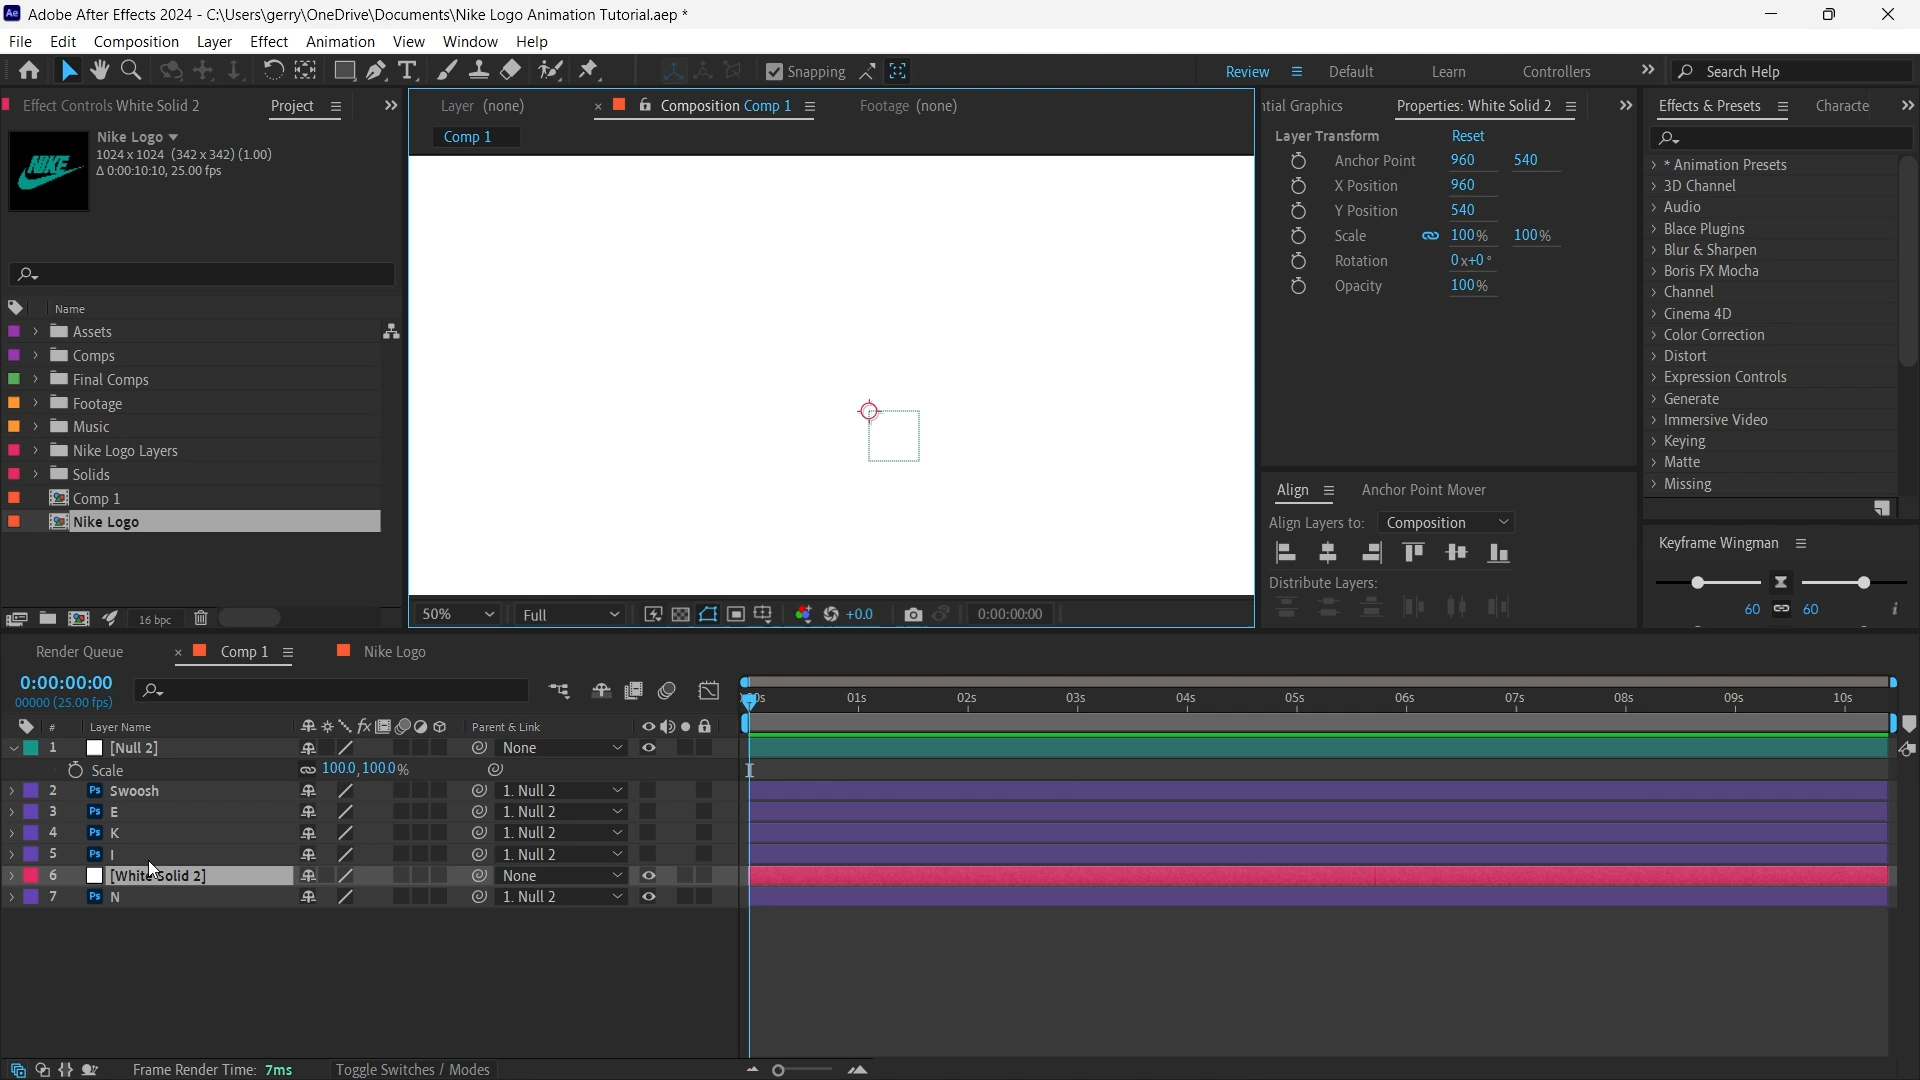 Ae Adobe After Effects 2024 - C:\Users\gerry\OneDrive\Documents\Nike Logo Animation Tutorial.aep *
File Edit Composition Layer Effect Animation View Window Help
Snapping Review Default Learn Controllers Search Help
Effect Controls White Solid 2 Project
Layer (none) Composition Comp 1 Footage (none)
ntial Graphics Properties: White Solid 2
Effects & Presets Characte
NIKE
Nike Logo
1024 x 1024 (342 x 342) (1.00)
Δ 0:00:10:10, 25.00 fps
Name
Assets
Comps
Final Comps
Footage
Music
Nike Logo Layers
Solids
Comp 1
Nike Logo
16 bpc
Comp 1
50% Full +0.0 0:00:00:00
Layer Transform Reset
Anchor Point 960 540
X Position 960
Y Position 540
Scale 100% 100%
Rotation 0x+0°
Opacity 100%
Align Anchor Point Mover
Align Layers to: Composition
Distribute Layers:
* Animation Presets
3D Channel
Audio
Blace Plugins
Blur & Sharpen
Boris FX Mocha
Channel
Cinema 4D
Color Correction
Distort
Expression Controls
Generate
Immersive Video
Keying
Matte
Missing
Keyframe Wingman
60 60
Render Queue Comp 1 Nike Logo
0:00:00:00
00000 (25.00 fps)
01s 02s 03s 04s 05s 06s 07s 08s 09s 10s
# Layer Name fx Parent & Link
1 [Null 2] None
Scale 100.0, 100.0%
2 Ps Swoosh 1. Null 2
3 Ps E 1. Null 2
4 Ps K 1. Null 2
5 Ps I 1. Null 2
6 [White Solid 2] None
7 Ps N 1. Null 2
Frame Render Time: 7ms Toggle Switches / Modes